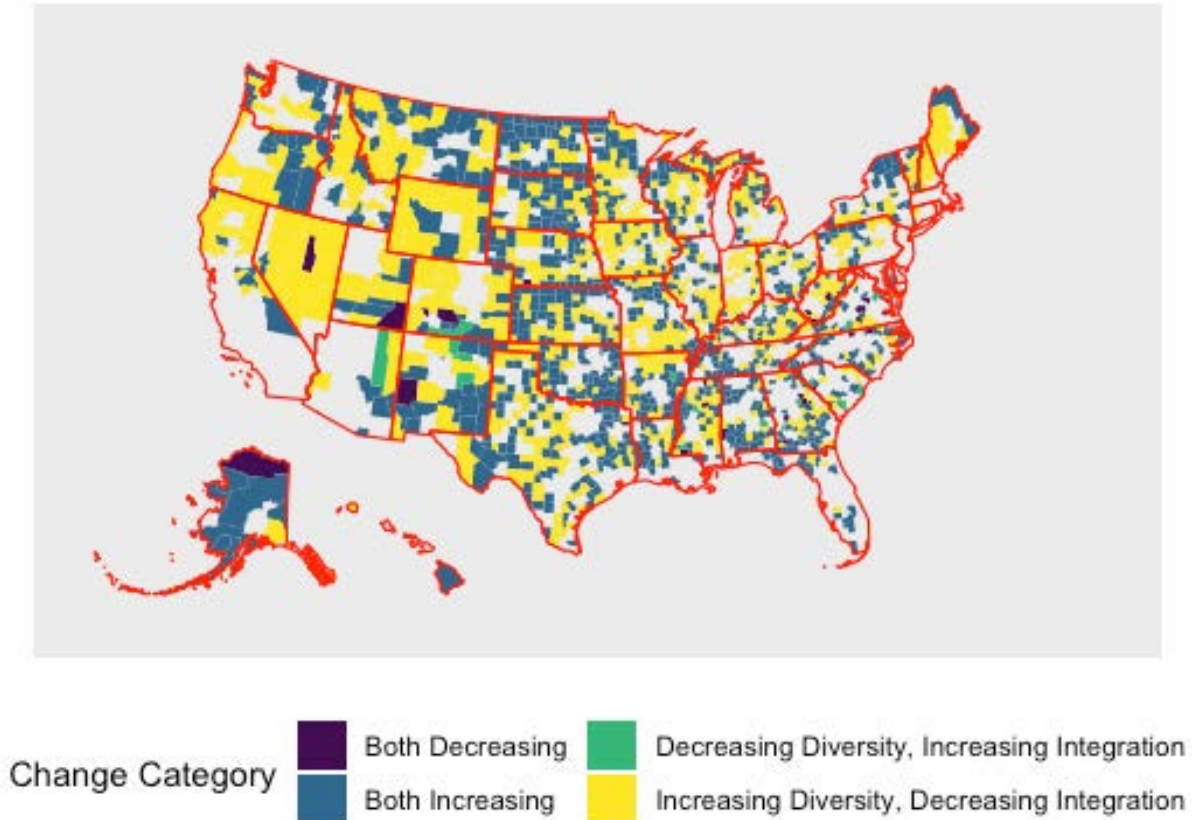 Change Category
Both Decreasing
Decreasing Diversity, Increasing Integration
Both Increasing
Increasing Diversity, Decreasing Integration